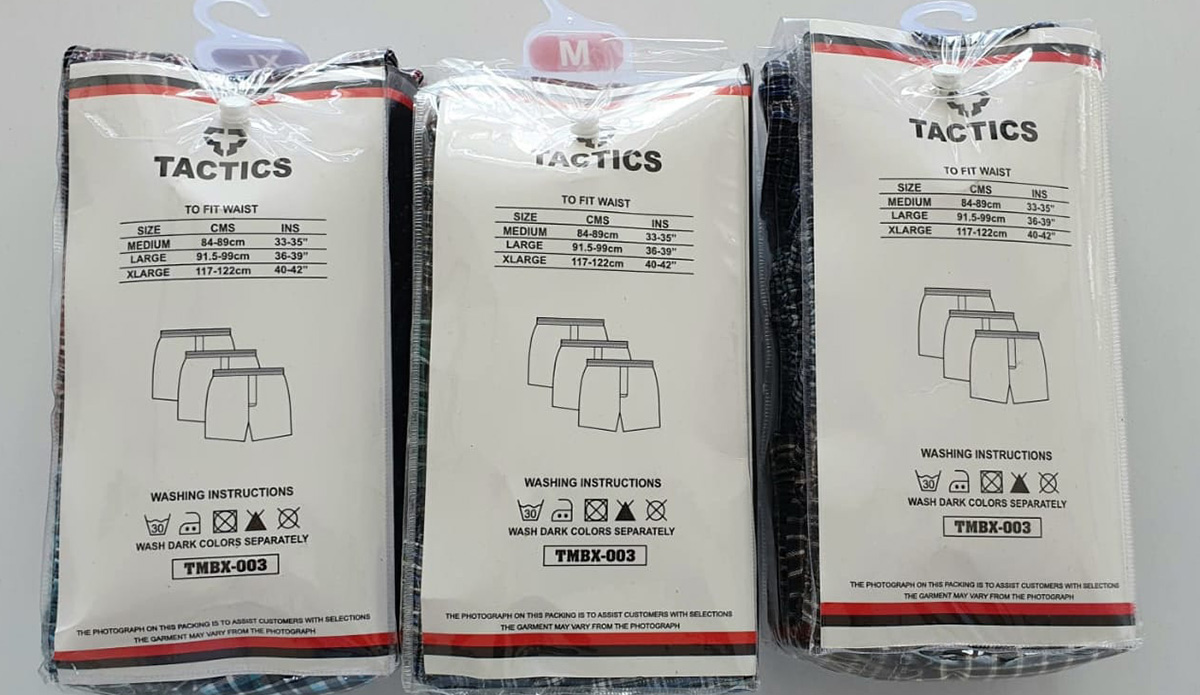 XL
TACTICS
TO FIT WAIST
SIZE CMS INS
MEDIUM 84-89cm 33-35"
LARGE 91.5-99cm 36-39"
XLARGE 117-122cm 40-42"
WASHING INSTRUCTIONS
30
WASH DARK COLORS SEPARATELY
TMBX-003
THE PHOTOGRAPH ON THIS PACKING IS TO ASSIST CUSTOMERS WITH SELECTIONS
THE GARMENT MAY VARY FROM THE PHOTOGRAPH
M
TACTICS
TO FIT WAIST
SIZE CMS INS
MEDIUM 84-89cm 33-35"
LARGE 91.5-99cm 36-39"
XLARGE 117-122cm 40-42"
WASHING INSTRUCTIONS
30
WASH DARK COLORS SEPARATELY
TMBX-003
THE PHOTOGRAPH ON THIS PACKING IS TO ASSIST CUSTOMERS WITH SELECTIONS
THE GARMENT MAY VARY FROM THE PHOTOGRAPH
TACTICS
TO FIT WAIST
SIZE CMS INS
MEDIUM 84-89cm 33-35"
LARGE 91.5-99cm 36-39"
XLARGE 117-122cm 40-42"
WASHING INSTRUCTIONS
30
WASH DARK COLORS SEPARATELY
TMBX-003
THE PHOTOGRAPH ON THIS PACKING IS TO ASSIST CUSTOMERS WITH SELECTIONS
THE GARMENT MAY VARY FROM THE PHOTOGRAPH